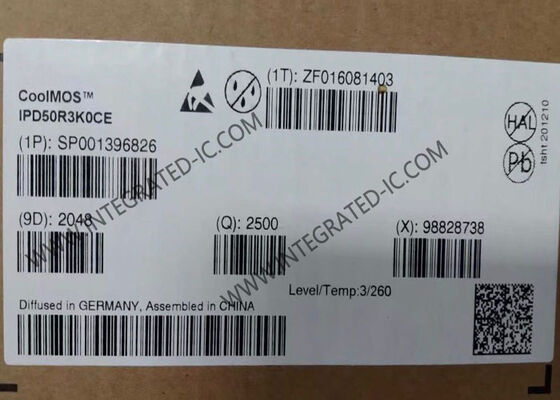 CoolMOS™
IPD50R3K0CE
(1T): ZF016081403
(1P): SP001396826
HAL
Pb
tsht 201210
(9D): 2048
(Q): 2500
(X): 98828738
Level/Temp:3/260
Diffused in GERMANY, Assembled in CHINA
WWW.INTEGRATED-IC.COM
WWW.INTEGRATED-IC.COM